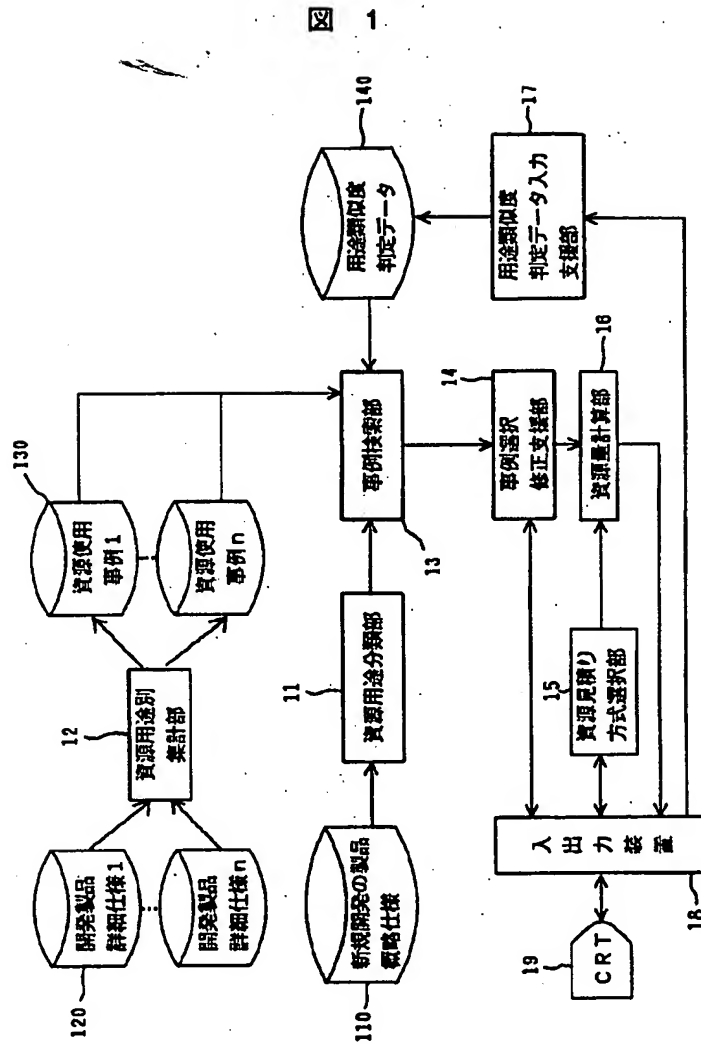 図 1
120
開発製品
詳細仕様1
開発製品
詳細仕様n
12
資源用途別
集計部
130
資源使用
事例1
資源使用
事例n
110
新規開発の製品
概略仕様
11
資源用途分類部
13
事例検索部
140
用途類似度
判定データ
17
用途類似度
判定データ入力
支援部
14
事例選択
修正支援部
15
資源見積り
方式選択部
16
資源量計算部
18
入出力装置
19
CRT